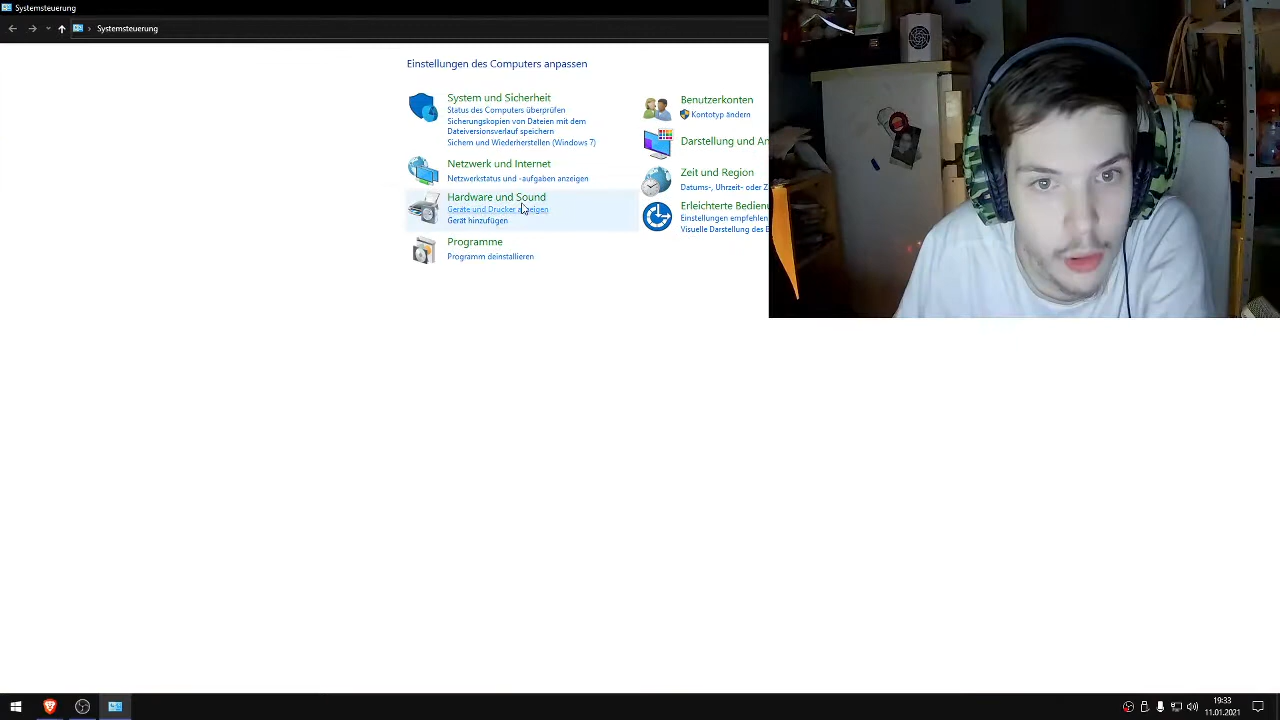 Systemsteuerung
Systemsteuerung
Einstellungen des Computers anpassen
System und Sicherheit
Status des Computers überprüfen
Sicherungskopien von Dateien mit dem
Dateiversionsverlauf speichern
Sichern und Wiederherstellen (Windows 7)
Netzwerk und Internet
Netzwerkstatus und -aufgaben anzeigen
Hardware und Sound
Geräte und Drucker anzeigen
Gerät hinzufügen
Programme
Programm deinstallieren
Benutzerkonten
Kontotyp ändern
Darstellung und An
Zeit und Region
Datums-, Uhrzeit- oder Z
Erleichterte Bedien
Einstellungen empfehlen
Visuelle Darstellung des B
19:33
11.01.2021